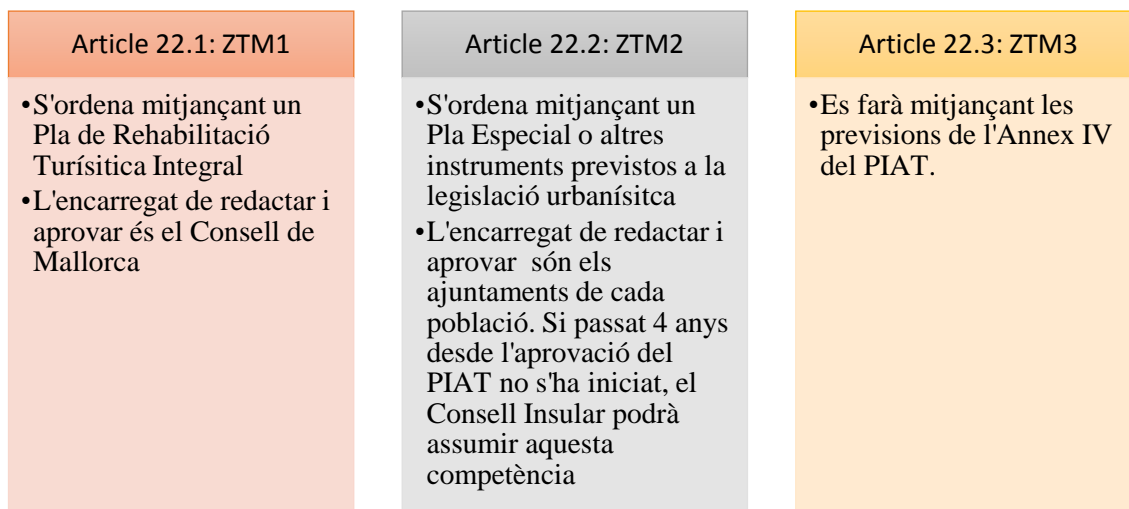 Article 22.1: ZTM1
•S'ordena mitjançant un
Pla de Rehabilitació
Turísitica Integral
•L'encarregat de redactar i
aprovar és el Consell de
Mallorca
Article 22.2: ZTM2
•S'ordena mitjançant un
Pla Especial o altres
instruments previstos a la
legislació urbanísitca
•L'encarregat de redactar i
aprovar són els
ajuntaments de cada
població. Si passat 4 anys
desde l'aprovació del
PIAT no s'ha iniciat, el
Consell Insular podrà
assumir aquesta
competència
Article 22.3: ZTM3
•Es farà mitjançant les
previsions de l'Annex IV
del PIAT.